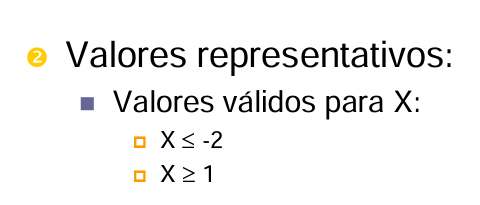 ❷ Valores representativos:
Valores válidos para X:
X ≤ -2
X ≥ 1